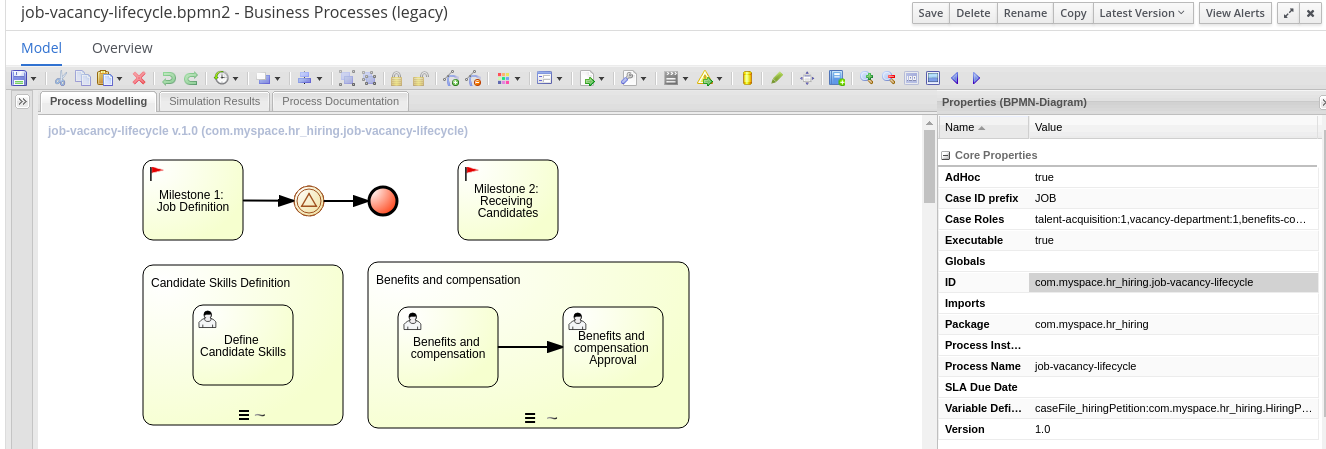 job-vacancy-lifecycle.bpmn2 - Business Processes (legacy)
Save Delete Rename Copy Latest Version View Alerts
Model Overview
Process Modelling Simulation Results Process Documentation
job-vacancy-lifecycle v.1.0 (com.myspace.hr_hiring.job-vacancy-lifecycle)
Milestone 1:
Job Definition
Milestone 2:
Receiving
Candidates
Candidate Skills Definition
Define
Candidate Skills
Benefits and compensation
Benefits and
compensation
Benefits and
compensation
Approval
Properties (BPMN-Diagram)
Name Value
Core Properties
AdHoc true
Case ID prefix JOB
Case Roles talent-acquisition:1,vacancy-department:1,benefits-co...
Executable true
Globals
ID com.myspace.hr_hiring.job-vacancy-lifecycle
Imports
Package com.myspace.hr_hiring
Process Inst...
Process Name job-vacancy-lifecycle
SLA Due Date
Variable Defi... caseFile_hiringPetition:com.myspace.hr_hiring.HiringP...
Version 1.0